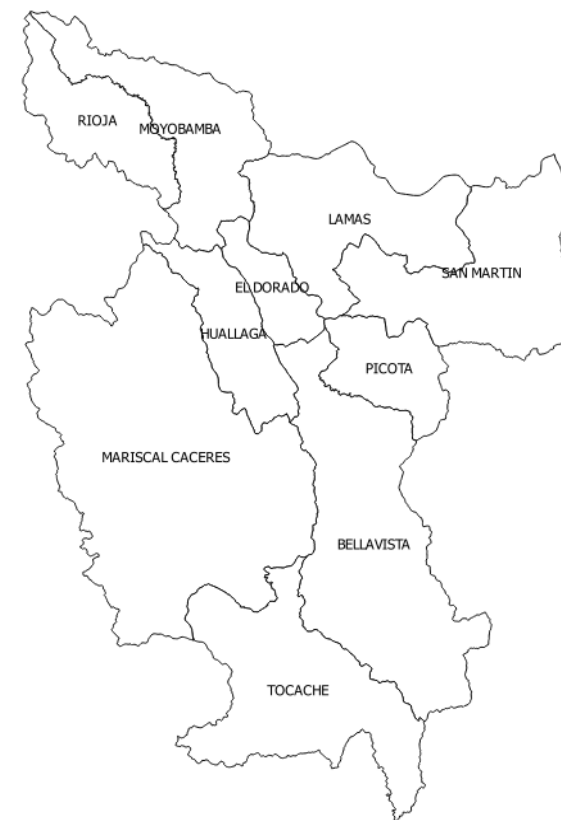 RIOJA
MOYOBAMBA
LAMAS
SAN MARTIN
EL DORADO
HUALLAGA
PICOTA
MARISCAL CACERES
BELLAVISTA
TOCACHE